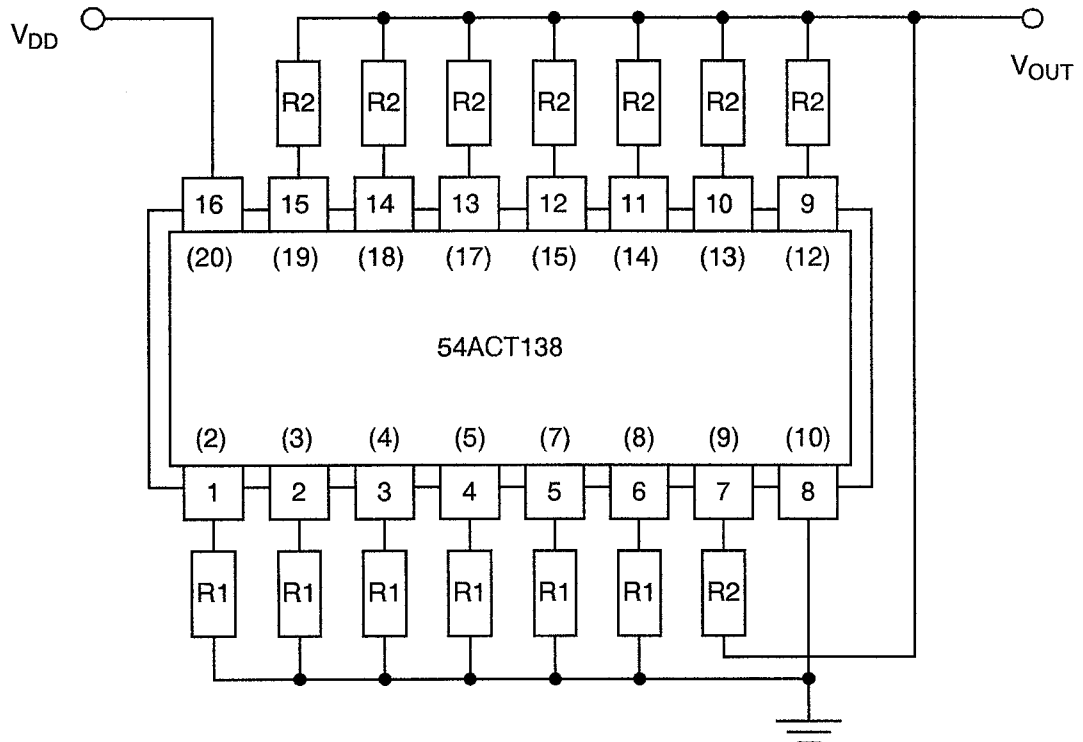 V_DD
V_OUT
R2 R2 R2 R2 R2 R2 R2
16 15 14 13 12 11 10 9
(20) (19) (18) (17) (15) (14) (13) (12)
54ACT138
(2) (3) (4) (5) (7) (8) (9) (10)
1 2 3 4 5 6 7 8
R1 R1 R1 R1 R1 R1 R2